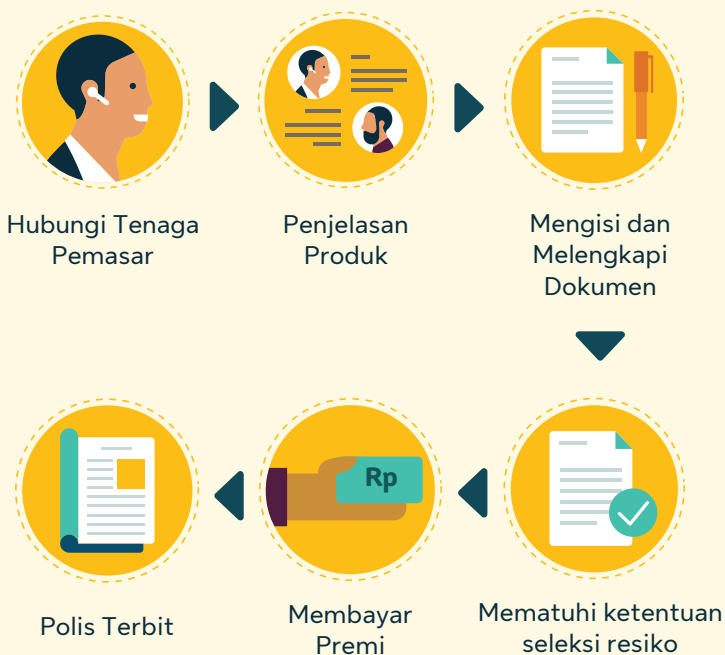 Hubungi Tenaga
Pemasar
Penjelasan
Produk
Mengisi dan
Melengkapi
Dokumen
Mematuhi ketentuan
seleksi resiko
Rp
Membayar
Premi
Polis Terbit